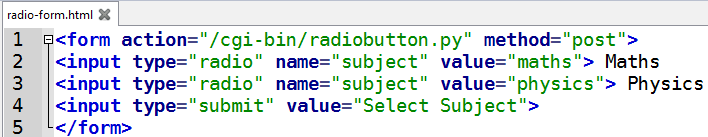 radio-form.html
1 <form action="/cgi-bin/radiobutton.py" method="post">
2 <input type="radio" name="subject" value="maths"> Maths
3 <input type="radio" name="subject" value="physics"> Physics
4 <input type="submit" value="Select Subject">
5 </form>